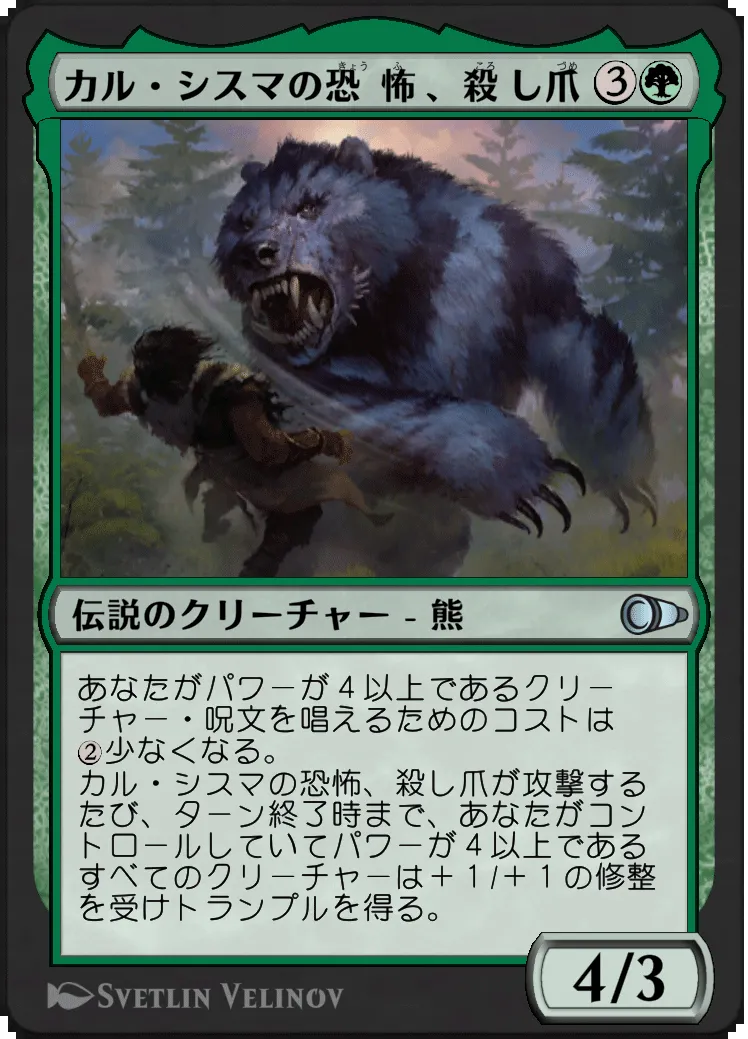 カル・シスマの恐怖、殺し爪 3
伝説のクリーチャー - 熊
あなたがパワーが４以上であるクリー
チャー・呪文を唱えるためのコストは
②少なくなる。
カル・シスマの恐怖、殺し爪が攻撃する
たび、ターン終了時まで、あなたがコン
トロールしていてパワーが４以上である
すべてのクリーチャーは＋１/＋１の修整
を受けトランプルを得る。
4/3
SVETLIN VELINOV